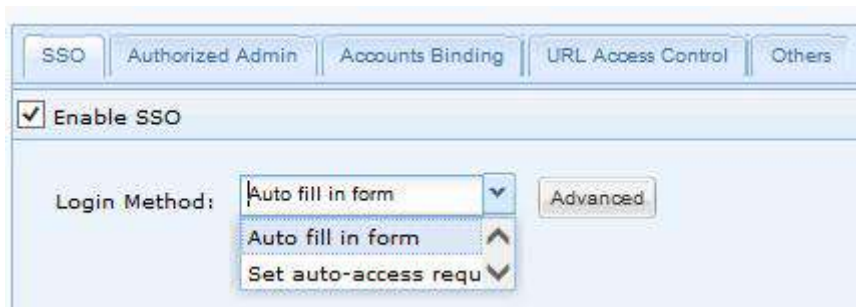 SSO Authorized Admin Accounts Binding URL Access Control Others
Enable SSO
Login Method: Auto fill in form Advanced
Auto fill in form
Set auto-access requ